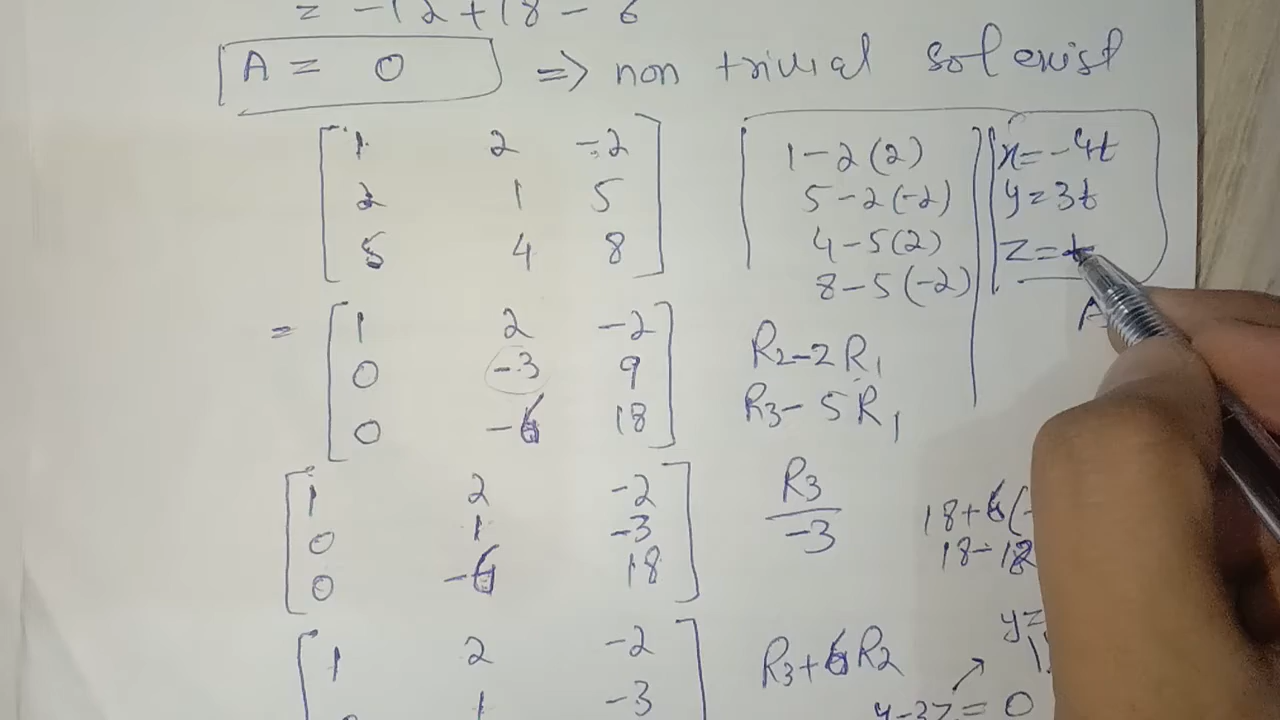 = -12+18-6
A = 0 => non trivial sol exist
1 2 -2
2 1 5
5 4 8
1-2(2)
5-2(-2)
4-5(2)
8-5(-2)
x=-4t
y=3t
z=t
A
= 1 2 -2
0 -3 9
0 -6 18
R2-2R1
R3-5R1
1 2 -2
0 1 -3
0 -6 18
R3
-3
18+6(-
18-18
y=
1 2 -2
1 -3
R3+6R2
y-3z=0